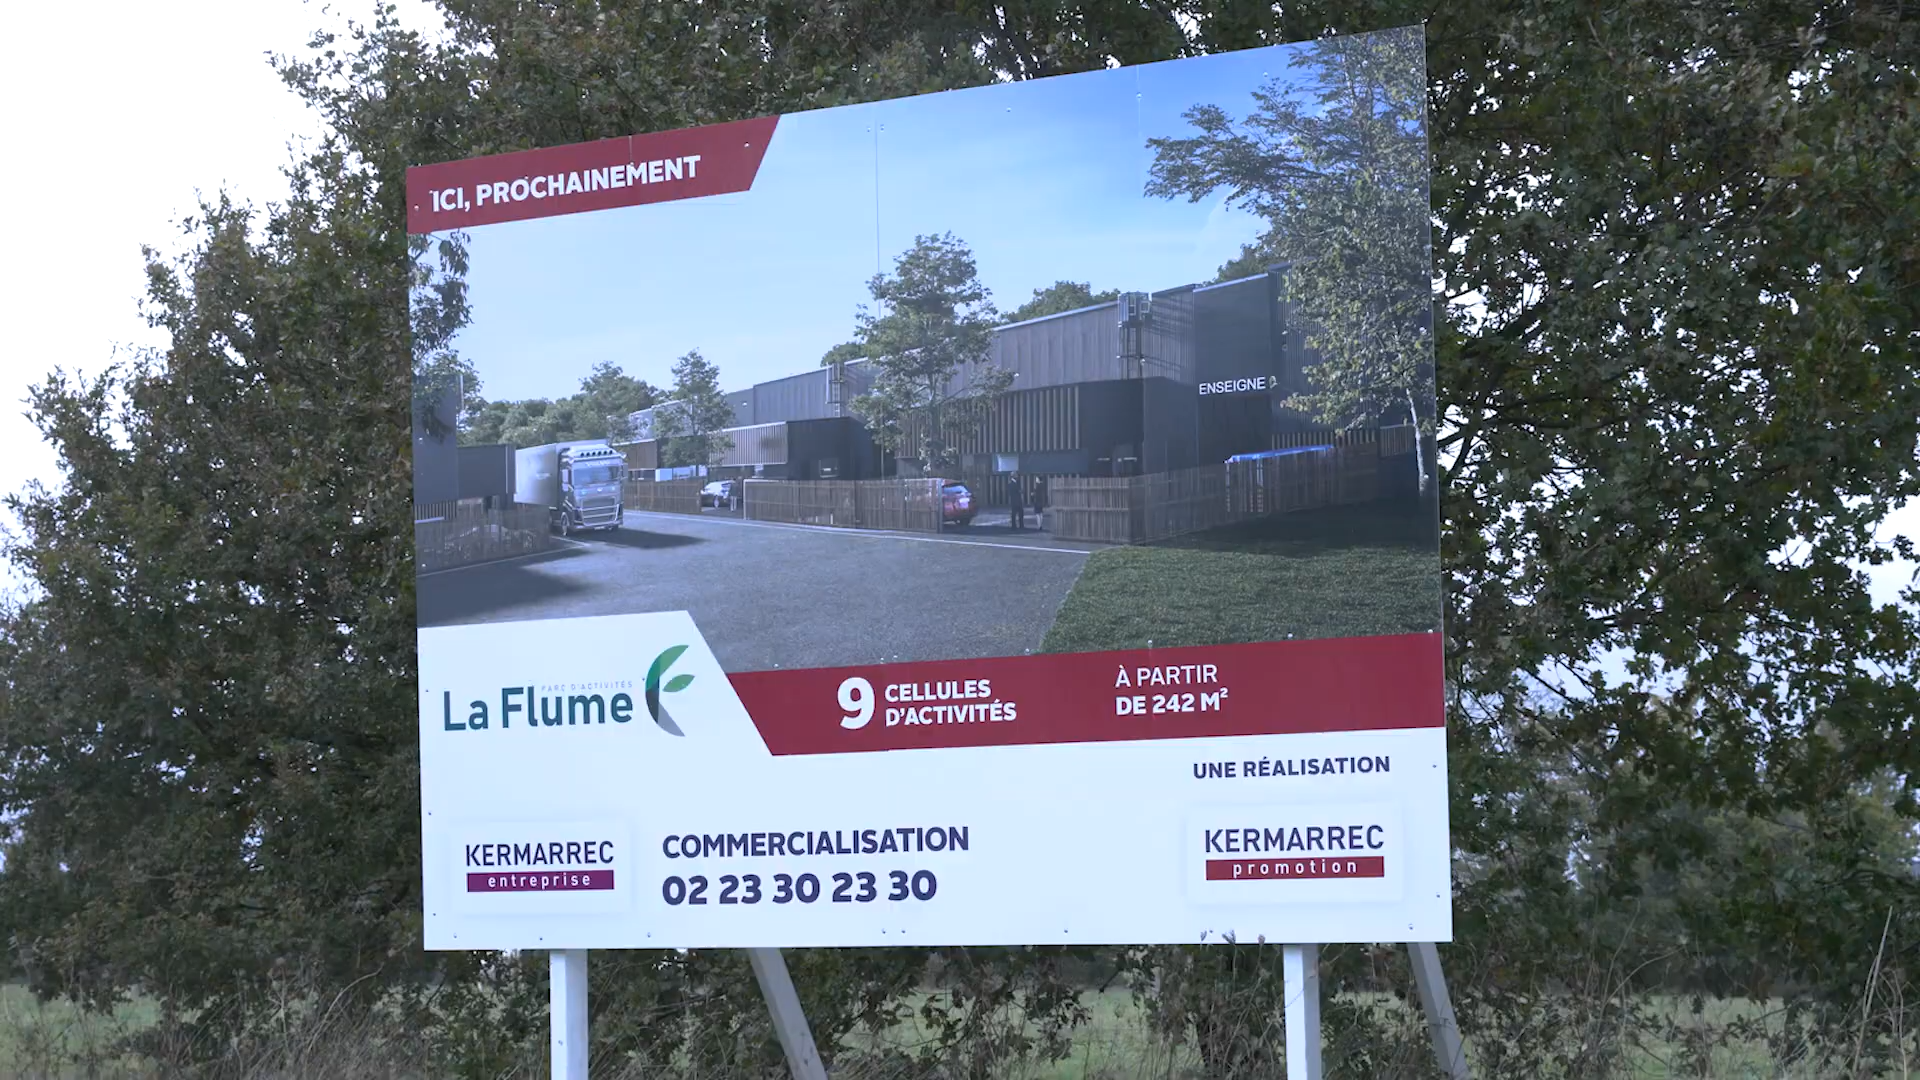 ICI, PROCHAINEMENT
ENSEIGNE
PARC D'ACTIVITÉS
La Flume
9 CELLULES
D'ACTIVITÉS
À PARTIR
DE 242 M²
UNE RÉALISATION
KERMARREC
entreprise
COMMERCIALISATION
02 23 30 23 30
KERMARREC
promotion